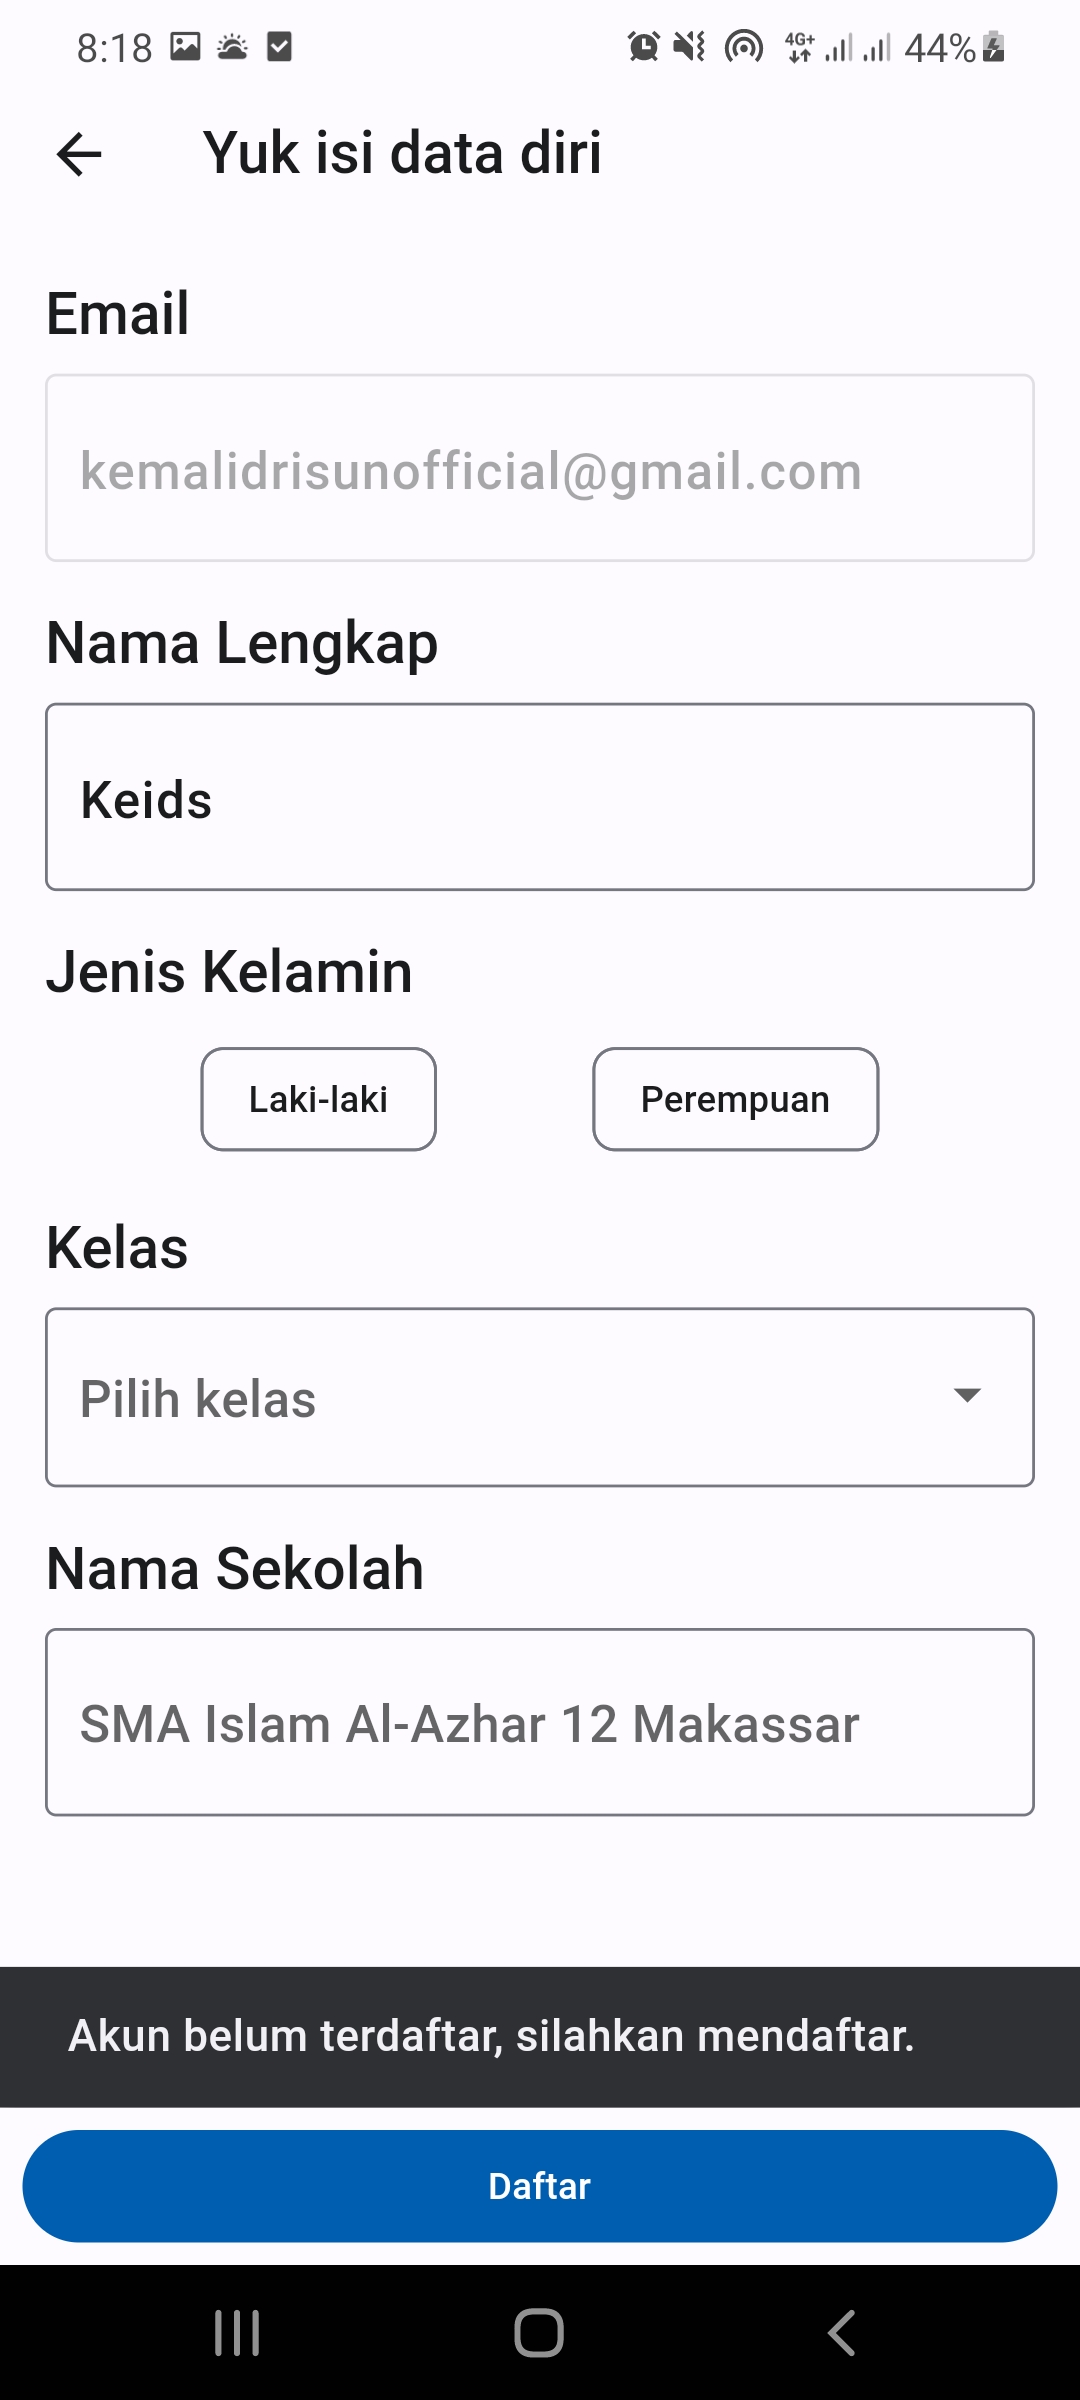 8:18 4G+ 44%
Yuk isi data diri
Email
kemalidrisunofficial@gmail.com
Nama Lengkap
Keids
Jenis Kelamin
Laki-laki Perempuan
Kelas
Pilih kelas
Nama Sekolah
SMA Islam Al-Azhar 12 Makassar
Akun belum terdaftar, silahkan mendaftar.
Daftar